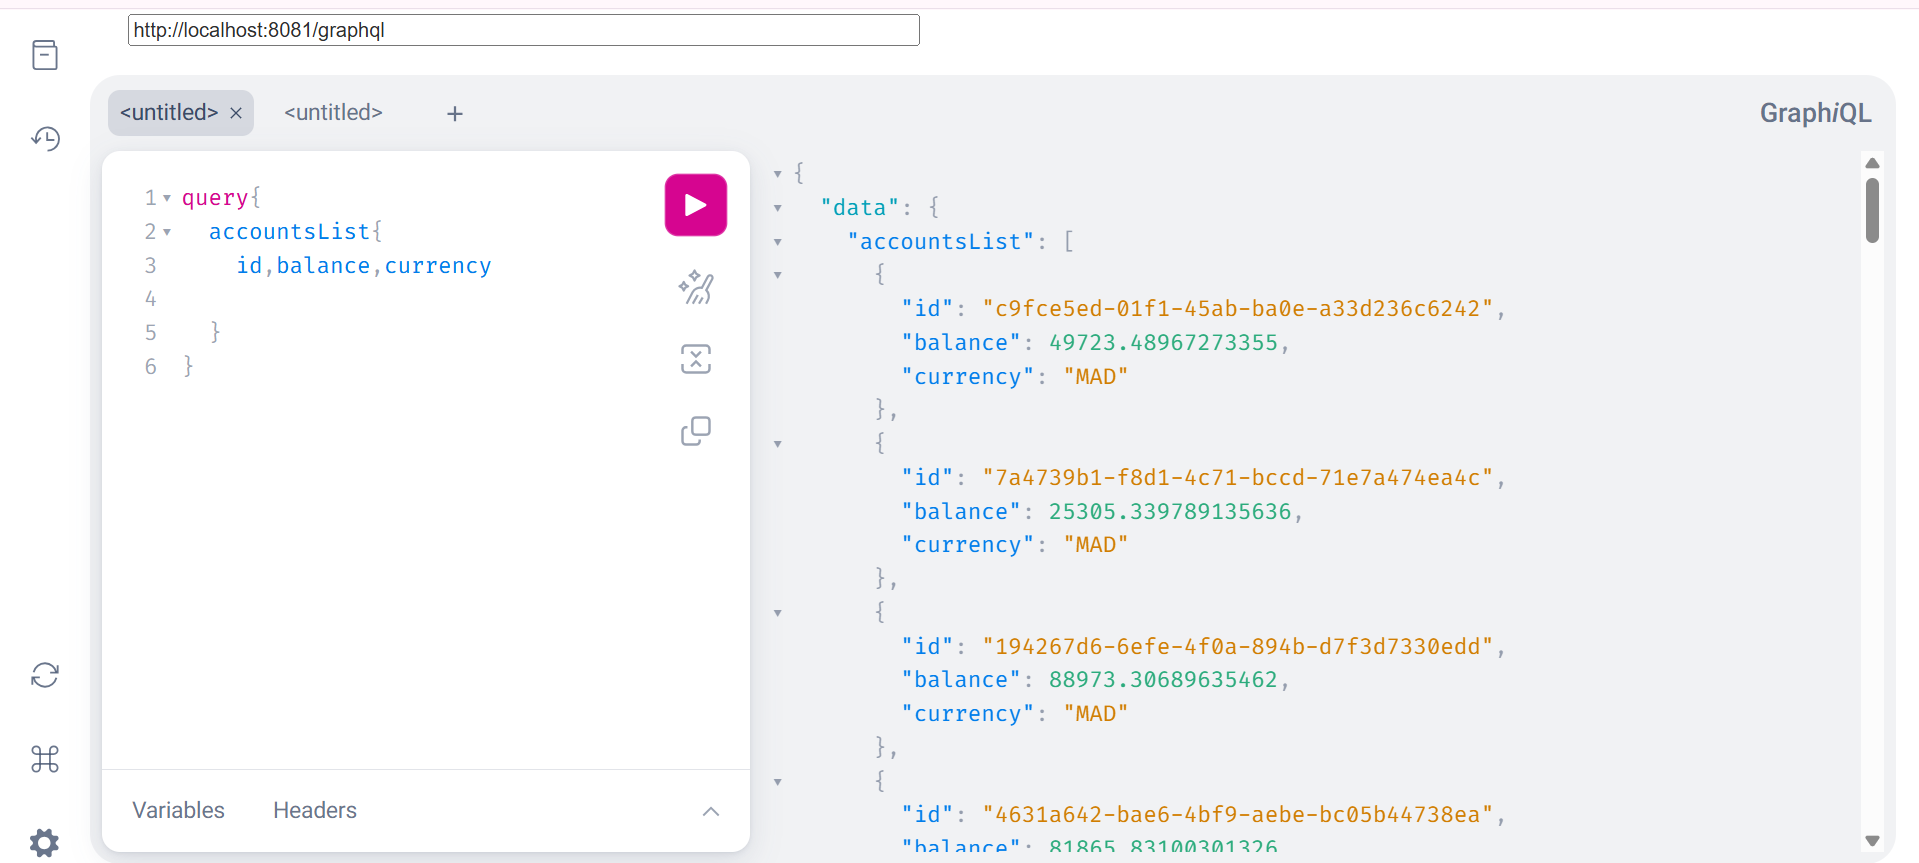 http://localhost:8081/graphql
<untitled> × <untitled> +
GraphiQL
1 query{
2   accountsList{
3     id,balance,currency
4
5   }
6 }
Variables Headers
{
  "data": {
    "accountsList": [
      {
        "id": "c9fce5ed-01f1-45ab-ba0e-a33d236c6242",
        "balance": 49723.48967273355,
        "currency": "MAD"
      },
      {
        "id": "7a4739b1-f8d1-4c71-bccd-71e7a474ea4c",
        "balance": 25305.339789135636,
        "currency": "MAD"
      },
      {
        "id": "194267d6-6efe-4f0a-894b-d7f3d7330edd",
        "balance": 88973.30689635462,
        "currency": "MAD"
      },
      {
        "id": "4631a642-bae6-4bf9-aebe-bc05b44738ea",
        "balance": 81865.83100301326